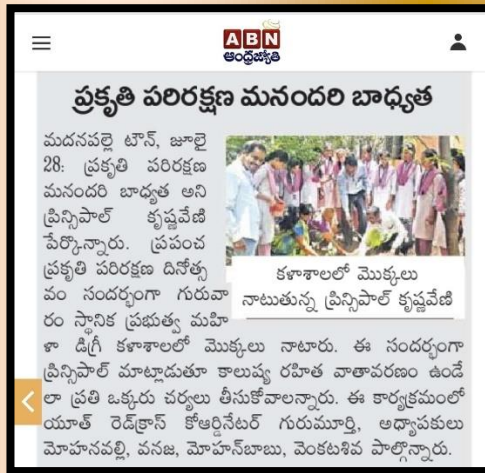 ABN
ఆంధ్రజ్యోతి
ప్రకృతి పరిరక్షణ మనందరి బాధ్యత
మదనపల్లె టౌన్, జూలై
28: ప్రకృతి పరిరక్షణ
మనందరి బాధ్యత అని
ప్రిన్సిపాల్ కృష్ణవేణి
పేర్కొన్నారు. ప్రపంచ
ప్రకృతి పరిరక్షణ దినోత్స
వం సందర్భంగా గురువా
రం స్థానిక ప్రభుత్వ మహి
కళాశాలలో మొక్కలు
నాటుతున్న ప్రిన్సిపాల్ కృష్ణవేణి
ళా డిగ్రీ కళాశాలలో మొక్కలు నాటారు. ఈ సందర్భంగా
ప్రిన్సిపాల్ మాట్లాడుతూ కాలుష్య రహిత వాతావరణం ఉండే
లా ప్రతి ఒక్కరు చర్యలు తీసుకోవాలన్నారు. ఈ కార్యక్రమంలో
యూత్ రెడ్‌క్రాస్ కోఆర్డినేటర్ గురుమూర్తి, అధ్యాపకులు
మోహనవల్లి, వనజ, మోహన్‌బాబు, వెంకటశివ పాల్గొన్నారు.